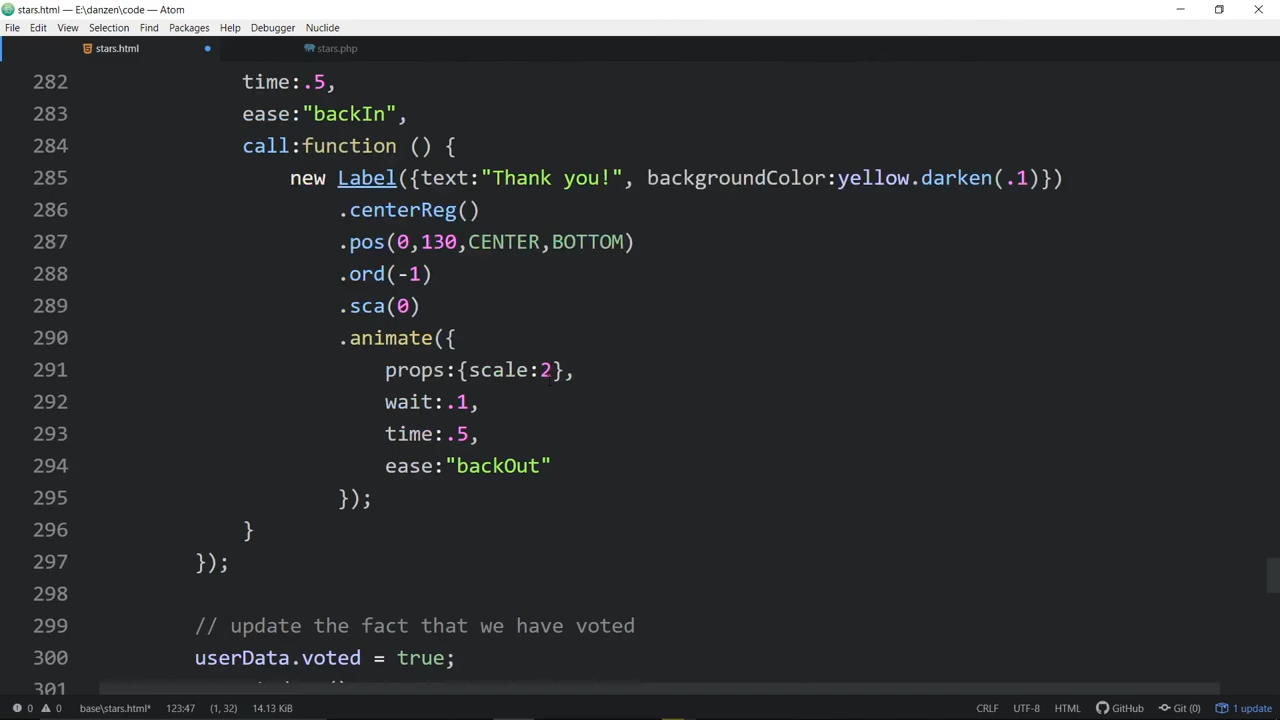 stars.html — E:\danzen\code — Atom
File Edit View Selection Find Packages Help Debugger Nuclide
stars.html stars.php
282 time:.5,
283 ease:"backIn",
284 call:function () {
285 new Label({text:"Thank you!", backgroundColor:yellow.darken(.1)})
286 .centerReg()
287 .pos(0,130,CENTER,BOTTOM)
288 .ord(-1)
289 .sca(0)
290 .animate({
291 props:{scale:2},
292 wait:.1,
293 time:.5,
294 ease:"backOut"
295 });
296 }
297 });
298
299 // update the fact that we have voted
300 userData.voted = true;
301
0 0 base\stars.html* 123:47 (1, 32) 14.13 KiB CRLF UTF-8 HTML GitHub Git (0) 1 update